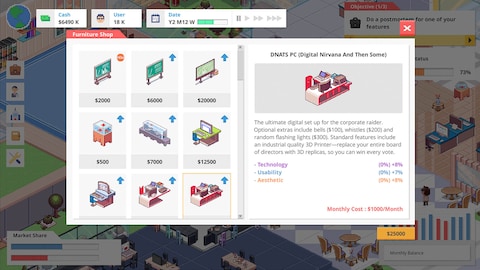 Cash
$6490 K
User
18 K
Date
Y2 M12 W
Objective (1/3)
Do a postmortem for one of your
features
Furniture Shop
$2000
$6000
$20000
$500
$7000
$12500
DNATS PC (Digital Nirvana And Then Some)
The ultimate digital set up for the corporate raider.
Optional extras include bells ($100), whistles ($200) and
random flashing lights ($300). Standard features include
an industrial quality 3D Printer—replace your entire
board of directors with 3D replicas, so you can win every vote.
- Technology (0%) +8%
- Usability (0%) +7%
- Aesthetic (0%) +8%
Monthly Cost : $1000/Month
$25000
status
73%
Market Share
Monthly Balance